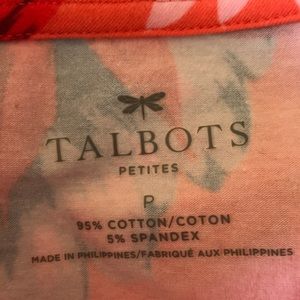 TALBOTS
PETITES
P
95% COTTON/COTON
5% SPANDEX
MADE IN PHILIPPINES/FABRIQUÉ AUX PHILIPPINES